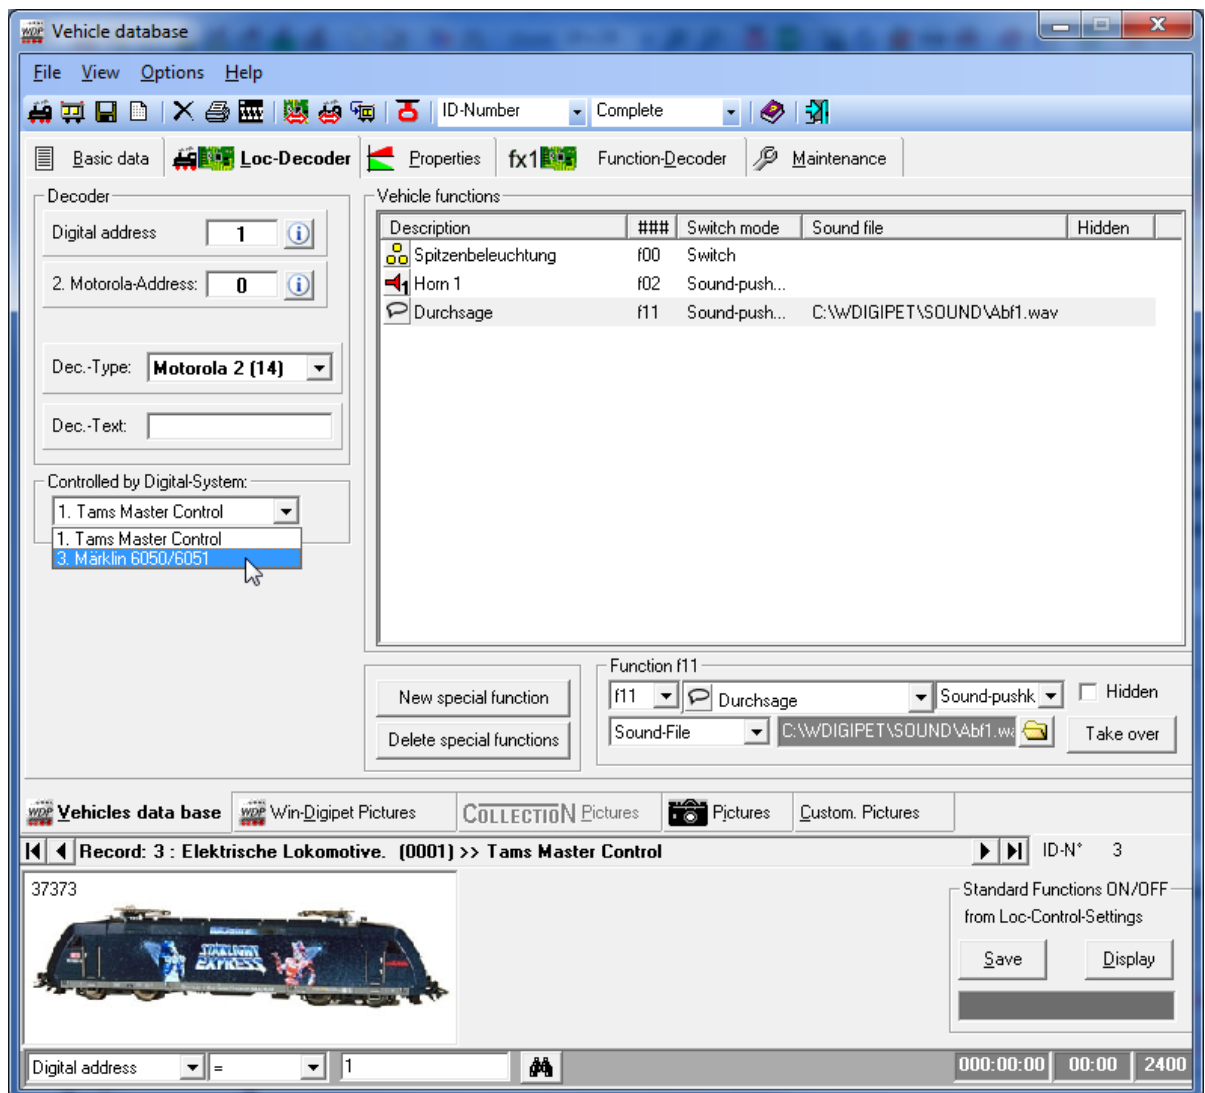 Vehicle database
File View Options Help
ID-Number Complete
Basic data Loc-Decoder Properties fx1 Function-Decoder Maintenance
Decoder
Digital address 1
2. Motorola-Address: 0
Dec.-Type: Motorola 2 (14)
Dec.-Text:
Controlled by Digital-System:
1. Tams Master Control
1. Tams Master Control
3. Märklin 6050/6051
Vehicle functions
Description ### Switch mode Sound file Hidden
Spitzenbeleuchtung f00 Switch
1 Horn 1 f02 Sound-push...
Durchsage f11 Sound-push... C:\WDIGIPET\SOUND\Abf1.wav
New special function
Delete special functions
Function f11
f11 Durchsage Sound-pushk Hidden
Sound-File C:\WDIGIPET\SOUND\Abf1.wa Take over
WDP Vehicles data base WDP Win-Digipet Pictures COLLECTION Pictures Pictures Custom. Pictures
Record: 3 : Elektrische Lokomotive. (0001) >> Tams Master Control ID-N° 3
37373
STARLIGHT
EXPRESS
Standard Functions ON/OFF
from Loc-Control-Settings
Save Display
Digital address = 1 000:00:00 00:00 2400